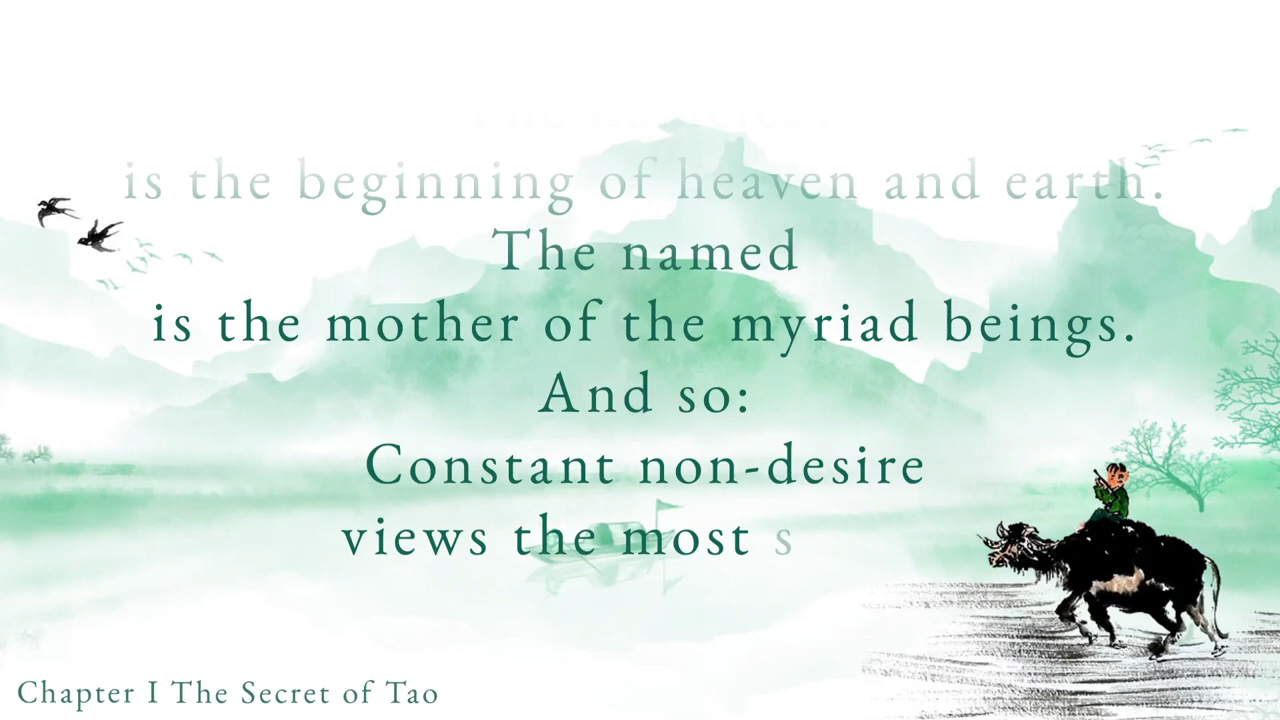 is the beginning of heaven and earth.
The named
is the mother of the myriad beings.
And so:
Constant non-desire
views the most s
Chapter I The Secret of Tao